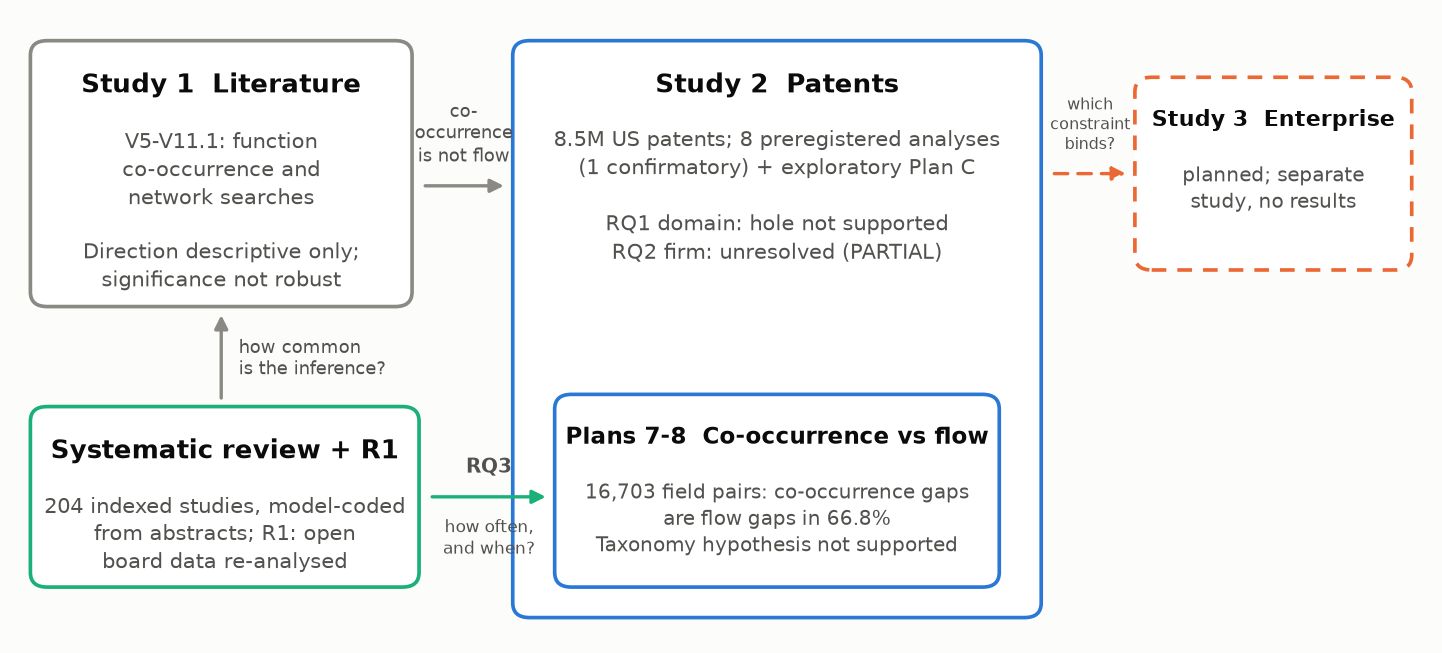 Study 1  Literature
V5-V11.1: function
co-occurrence and
network searches
Direction descriptive only;
significance not robust
co-
occurrence
is not flow
Study 2  Patents
8.5M US patents; 8 preregistered analyses
(1 confirmatory) + exploratory Plan C
RQ1 domain: hole not supported
RQ2 firm: unresolved (PARTIAL)
which
constraint
binds?
Study 3  Enterprise
planned; separate
study, no results
how common
is the inference?
Systematic review + R1
204 indexed studies, model-coded
from abstracts; R1: open
board data re-analysed
RQ3
how often,
and when?
Plans 7-8  Co-occurrence vs flow
16,703 field pairs: co-occurrence gaps
are flow gaps in 66.8%
Taxonomy hypothesis not supported